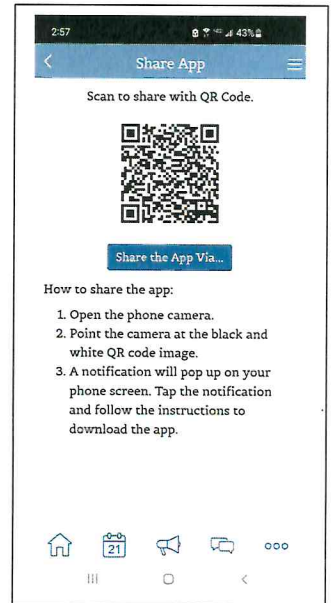 2:57
43%
Share App
Scan to share with QR Code.
Share the App Via...
How to share the app:
1. Open the phone camera.
2. Point the camera at the black and
white QR code image.
3. A notification will pop up on your
phone screen. Tap the notification
and follow the instructions to
download the app.
21